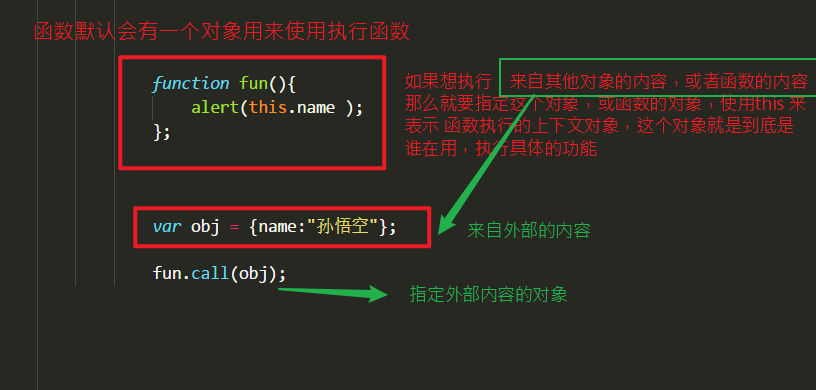 函数默认会有一个对象用来使用执行函数
function fun(){
alert(this.name );
};
如果想执行 来自其他对象的内容，或者函数的内容
那么就要指定这个对象，或函数的对象，使用this 来
表示 函数执行的上下文对象，这个对象就是到底是
谁在用，执行具体的功能
var obj = {name:"孙悟空"};
来自外部的内容
fun.call(obj);
指定外部内容的对象